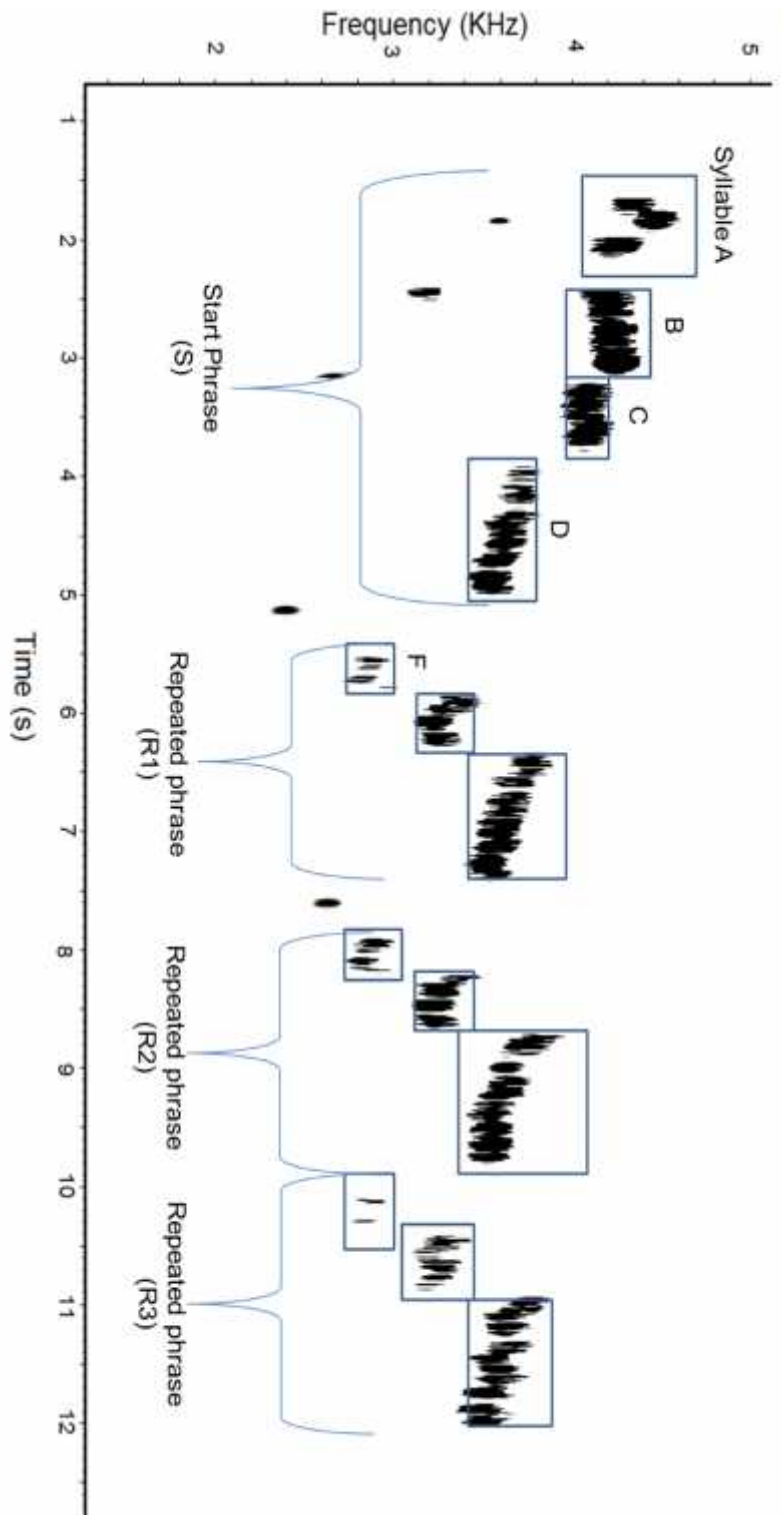 Frequency (KHz)
5
4
3
2
Syllable A
B
C
D
F
Start Phrase
(S)
Repeated phrase
(R1)
Repeated phrase
(R2)
Repeated phrase
(R3)
1
2
3
4
5
6
7
8
9
10
11
12
Time (s)